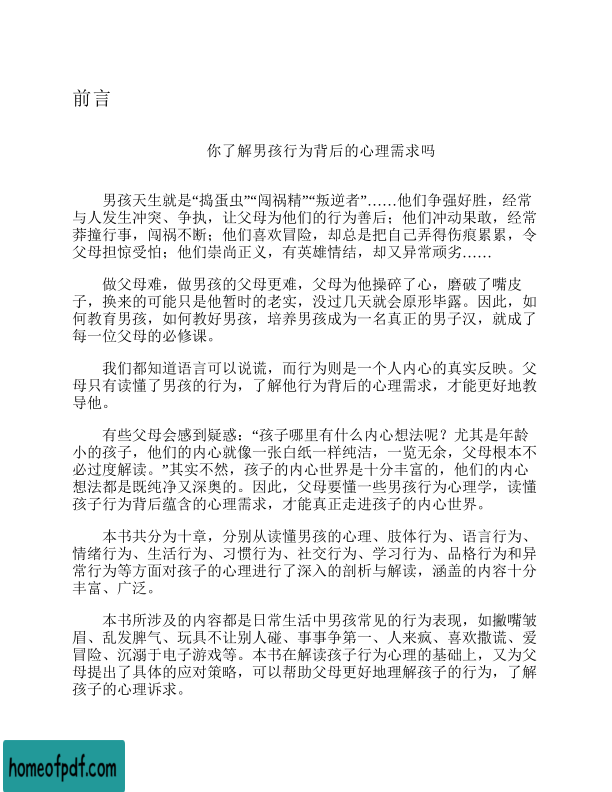 前言
你了解男孩行为背后的心理需求吗
男孩天生就是“捣蛋虫”“闯祸精”“叛逆者”……他们争强好胜，经常
与人发生冲突、争执，让父母为他们的行为善后；他们冲动果敢，经常
莽撞行事，闯祸不断；他们喜欢冒险，却总是把自己弄得伤痕累累，令
父母担惊受怕；他们崇尚正义，有英雄情结，却又异常顽劣……
做父母难，做男孩的父母更难，父母为他操碎了心，磨破了嘴皮
子，换来的可能只是他暂时的老实，没过几天就会原形毕露。因此，如
何教育男孩，如何教好男孩，培养男孩成为一名真正的男子汉，就成了
每一位父母的必修课。
我们都知道语言可以说谎，而行为则是一个人内心的真实反映。父
母只有读懂了男孩的行为，了解他行为背后的心理需求，才能更好地教
导他。
有些父母会感到疑惑：“孩子哪里有什么内心想法呢？尤其是年龄
小的孩子，他们的内心就像一张白纸一样纯洁，一览无余，父母根本不
必过度解读。”其实不然，孩子的内心世界是十分丰富的，他们的内心
想法都是既纯净又深奥的。因此，父母要懂一些男孩行为心理学，读懂
孩子行为背后蕴含的心理需求，才能真正走进孩子的内心世界。
本书共分为十章，分别从读懂男孩的心理、肢体行为、语言行为、
情绪行为、生活行为、习惯行为、社交行为、学习行为、品格行为和异
常行为等方面对孩子的心理进行了深入的剖析与解读，涵盖的内容十分
丰富、广泛。
本书所涉及的内容都是日常生活中男孩常见的行为表现，如撇嘴皱
眉、乱发脾气、玩具不让别人碰、事事争第一、人来疯、喜欢撒谎、爱
冒险、沉溺于电子游戏等。本书在解读孩子行为心理的基础上，又为父
母提出了具体的应对策略，可以帮助父母更好地理解孩子的行为，了解
孩子的心理诉求。
homeofpdf.com